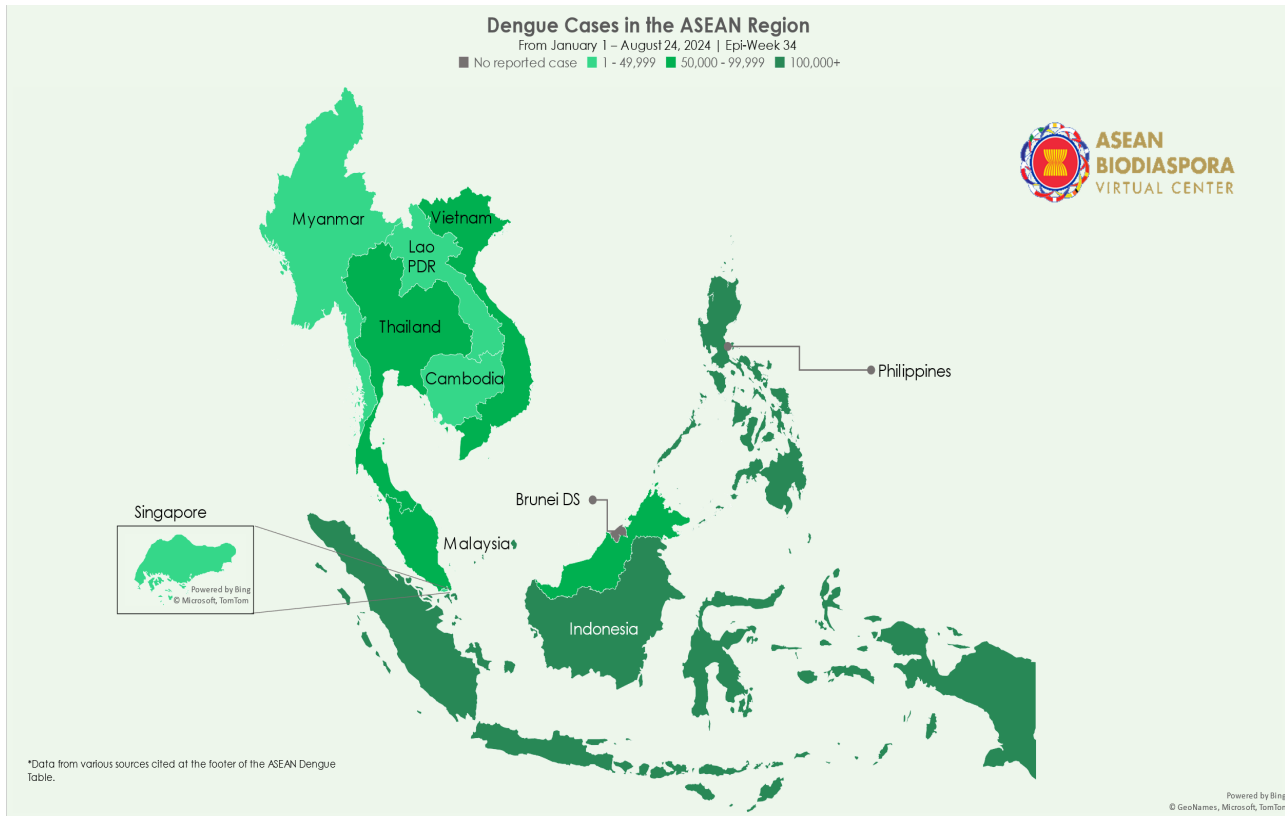 Dengue Cases in the ASEAN Region
From January 1 – August 24, 2024 | Epi-Week 34
No reported case 1 - 49,999 50,000 - 99,999 100,000+
ASEAN
BIODIASPORA
VIRTUAL CENTER
Myanmar
Vietnam
Lao
PDR
Thailand
Cambodia
Philippines
Brunei DS
Singapore
Malaysia
Powered by Bing
© Microsoft, TomTom
Indonesia
*Data from various sources cited at the footer of the ASEAN Dengue
Table.
Powered by Bing
© GeoNames, Microsoft, TomTom